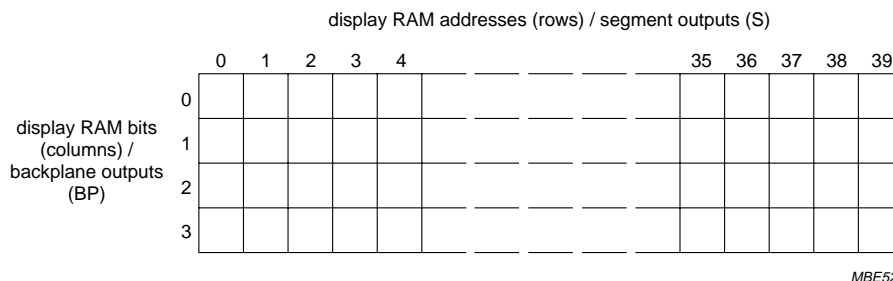 display RAM addresses (rows) / segment outputs (S)
0 1 2 3 4 35 36 37 38 39
0
display RAM bits
1
(columns) /
backplane outputs
2
(BP)
3
MBE52